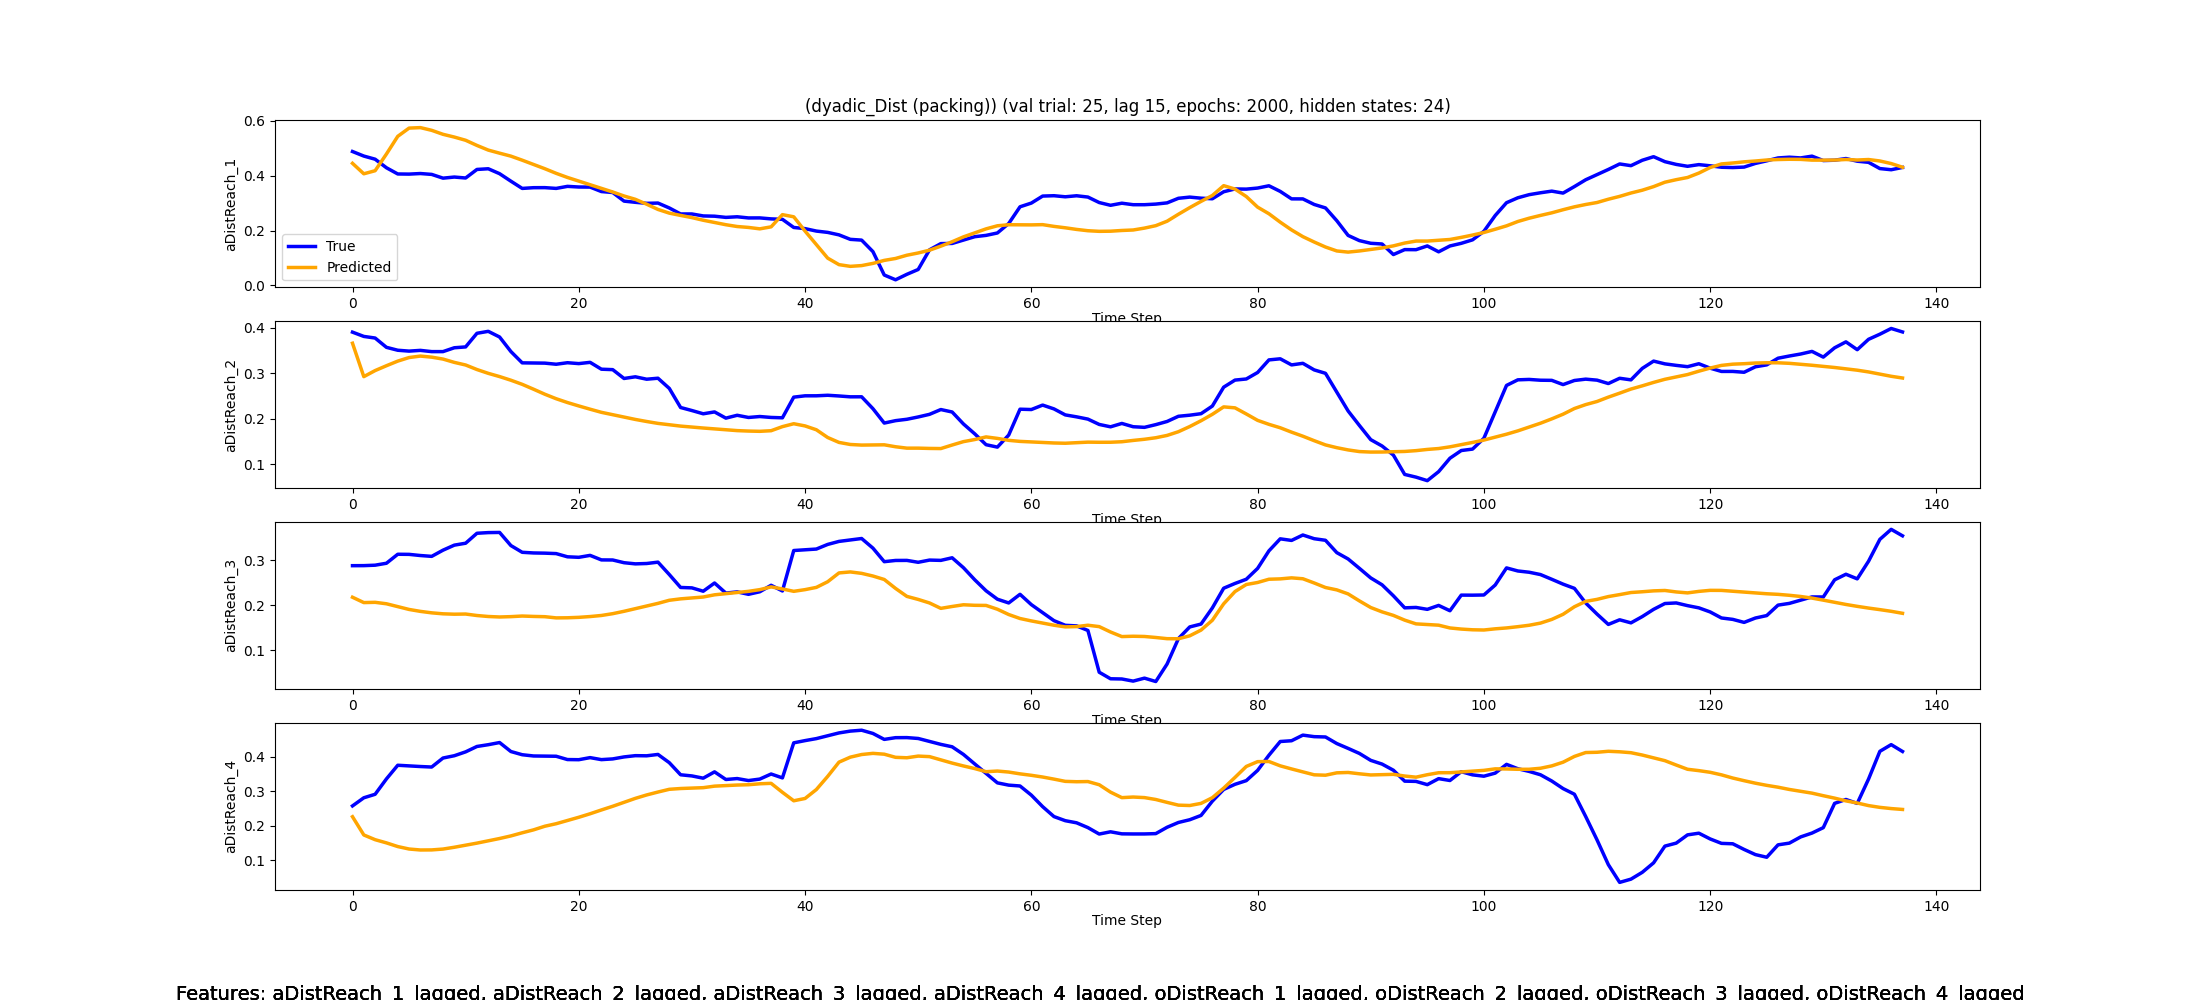 (dyadic_Dist (packing)) (val trial: 25, lag 15, epochs: 2000, hidden states: 24)
aDistReach_1
0.6
0.4
0.2
0.0
True
Predicted
0 20 40 60 80 100 120 140
Time Step
aDistReach_2
0.4
0.3
0.2
0.1
0 20 40 60 80 100 120 140
Time Step
aDistReach_3
0.3
0.2
0.1
0 20 40 60 80 100 120 140
Time Step
aDistReach_4
0.4
0.3
0.2
0.1
0 20 40 60 80 100 120 140
Time Step
Features: aDistReach_1_lagged, aDistReach_2_lagged, aDistReach_3_lagged, aDistReach_4_lagged, oDistReach_1_lagged, oDistReach_2_lagged, oDistReach_3_lagged, oDistReach_4_lagged